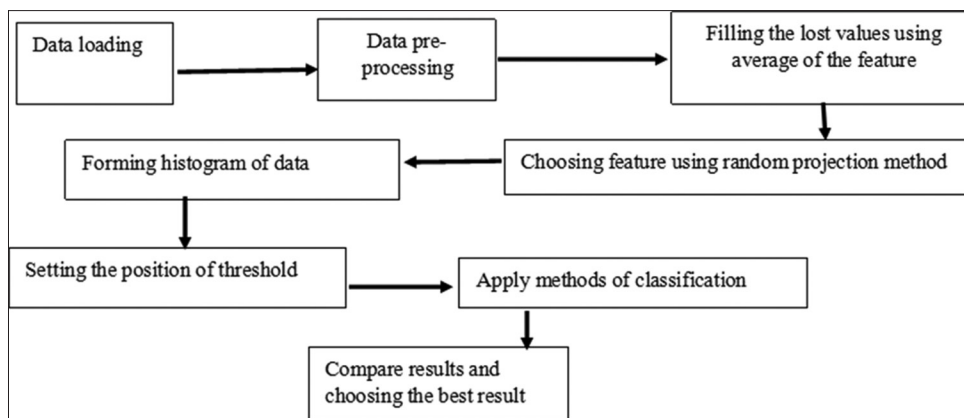 Data loading
Data pre-
processing
Filling the lost values using
average of the feature
Choosing feature using random projection method
Forming histogram of data
Setting the position of threshold
Apply methods of classification
Compare results and
choosing the best result